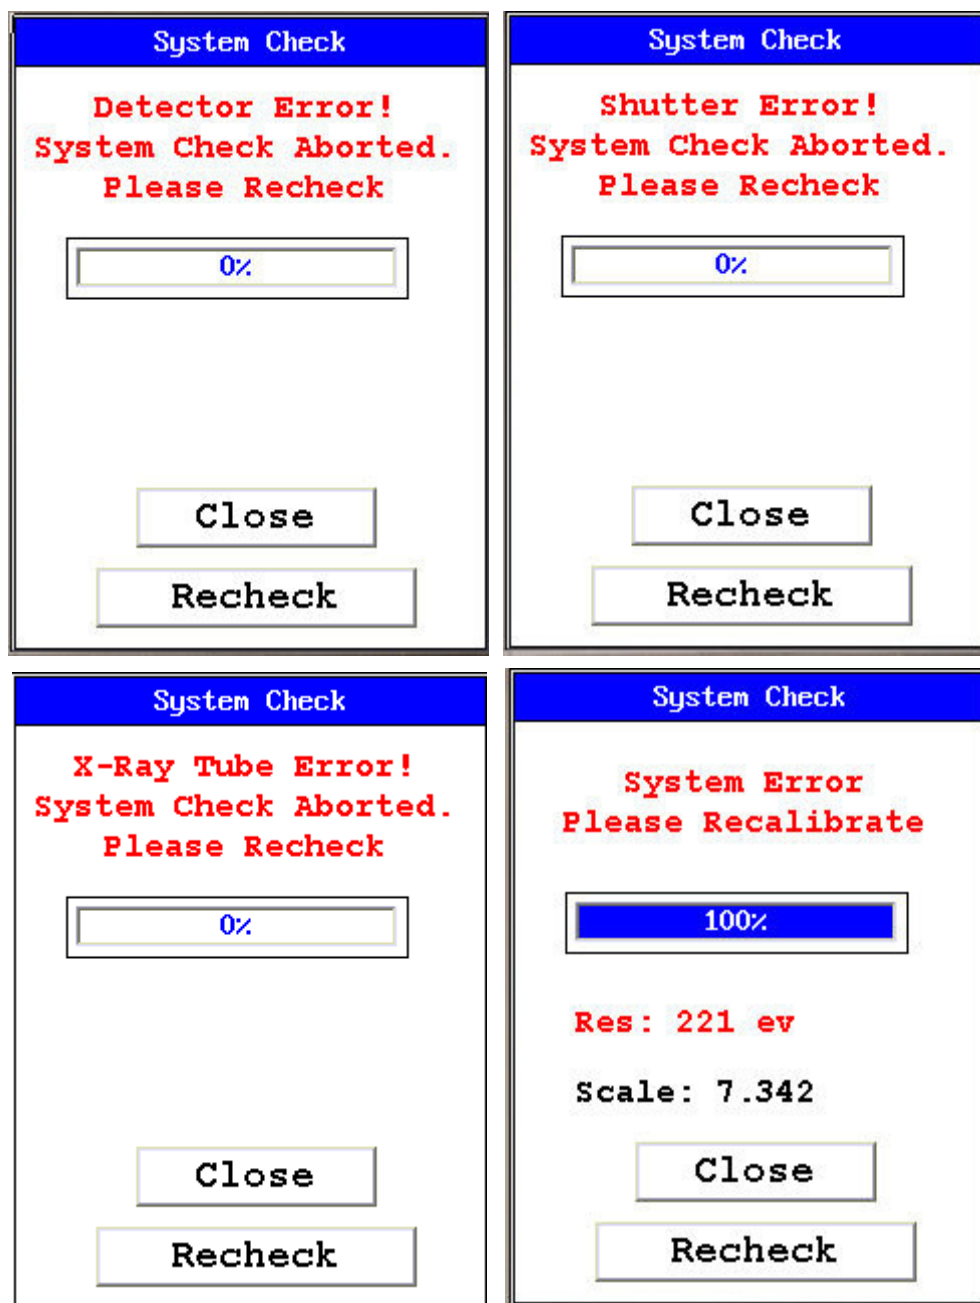 System Check
Detector Error!
System Check Aborted.
Please Recheck
0%
Close
Recheck
System Check
Shutter Error!
System Check Aborted.
Please Recheck
0%
Close
Recheck
System Check
X-Ray Tube Error!
System Check Aborted.
Please Recheck
0%
Close
Recheck
System Check
System Error
Please Recalibrate
100%
Res: 221 ev
Scale: 7.342
Close
Recheck